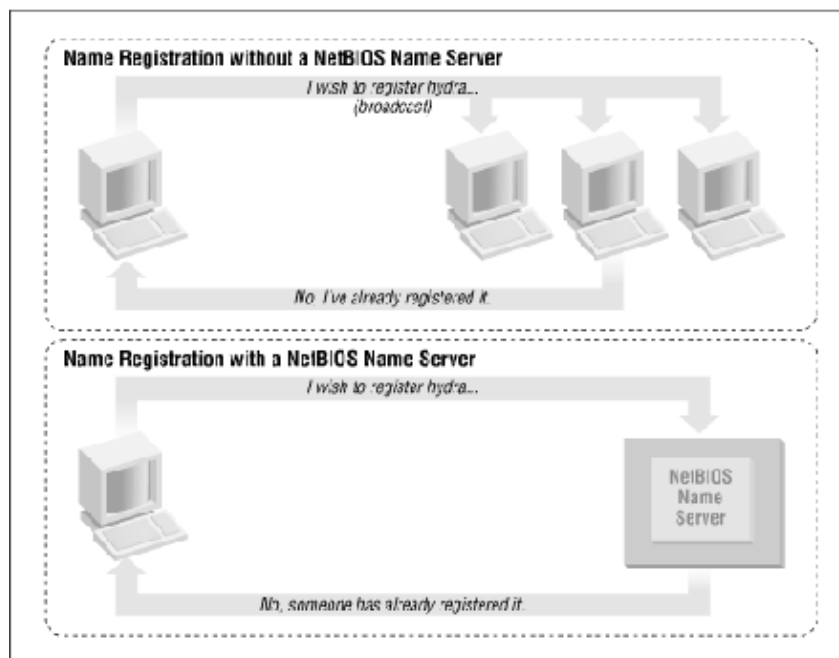 Name Registration without a NetBIOS Name Server
I wish to register hydra...
(broadcast)
No, I've already registered it.
Name Registration with a NetBIOS Name Server
I wish to register hydra...
NetBIOS
Name
Server
No, someone has already registered it.